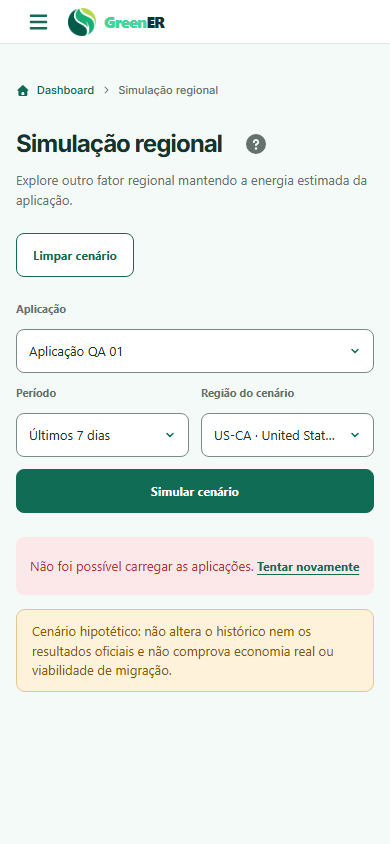 GreenER
Dashboard > Simulação regional
Simulação regional ?
Explore outro fator regional mantendo a energia estimada da
aplicação.
Limpar cenário
Aplicação
Aplicação QA 01
Período Região do cenário
Últimos 7 dias US-CA · United Stat...
Simular cenário
Não foi possível carregar as aplicações. Tentar novamente
Cenário hipotético: não altera o histórico nem os
resultados oficiais e não comprova economia real ou
viabilidade de migração.